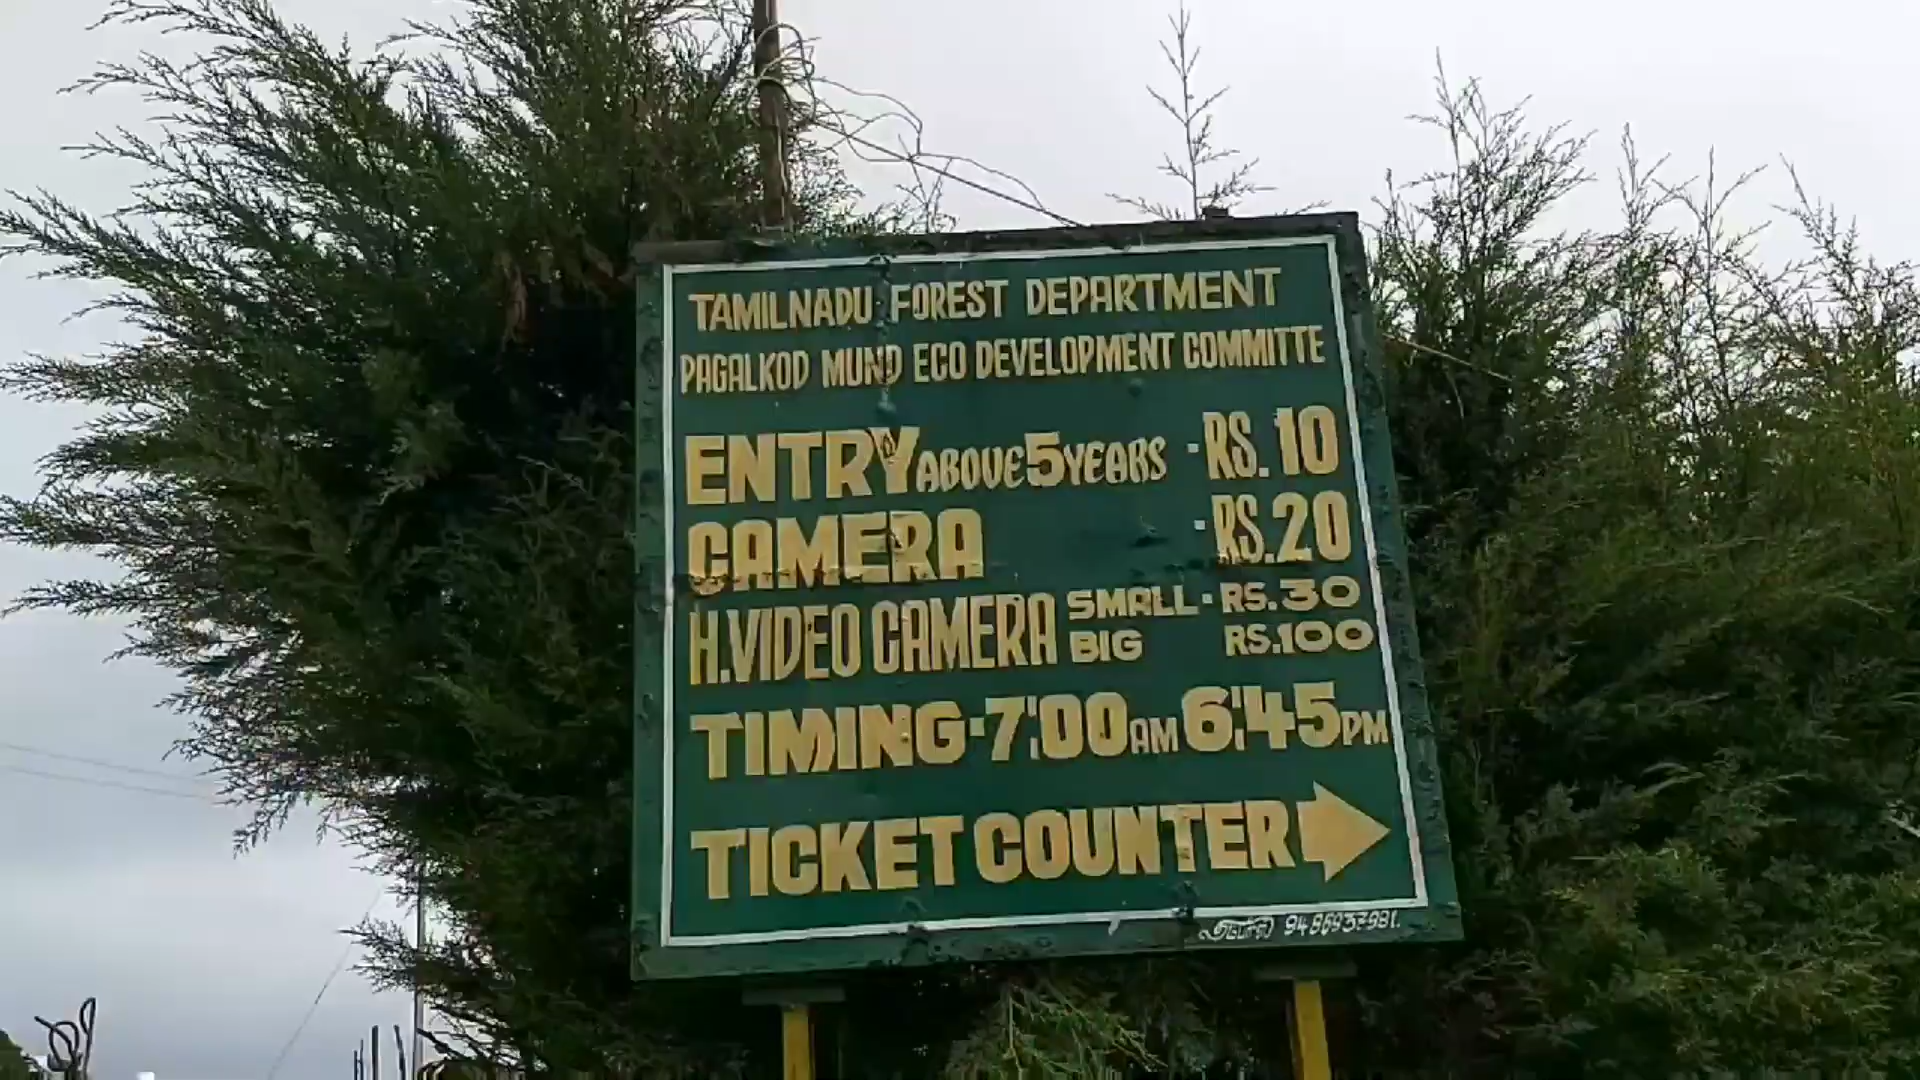 TAMILNADU FOREST DEPARTMENT
PAGALKOD MUND ECO DEVELOPMENT COMMITTE
ENTRY ABOVE 5 YEARS - RS. 10
CAMERA - RS.20
H.VIDEO CAMERA SMALL - RS.30
BIG RS.100
TIMING - 7:00 AM 6:45 PM
TICKET COUNTER